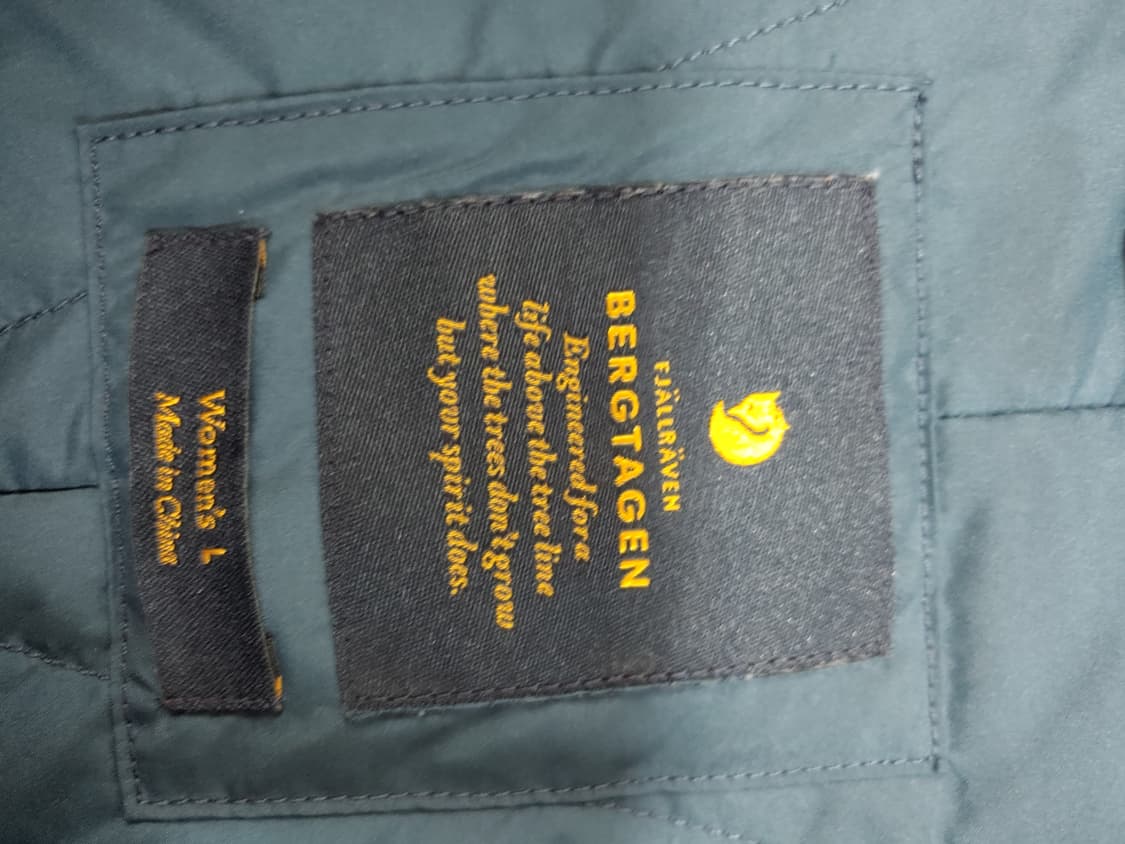 FJÄLLRÄVEN
BERGTAGEN
Engineered for a
life above the tree line
where the trees don't grow
but your spirit does.
Women's L
Made in China